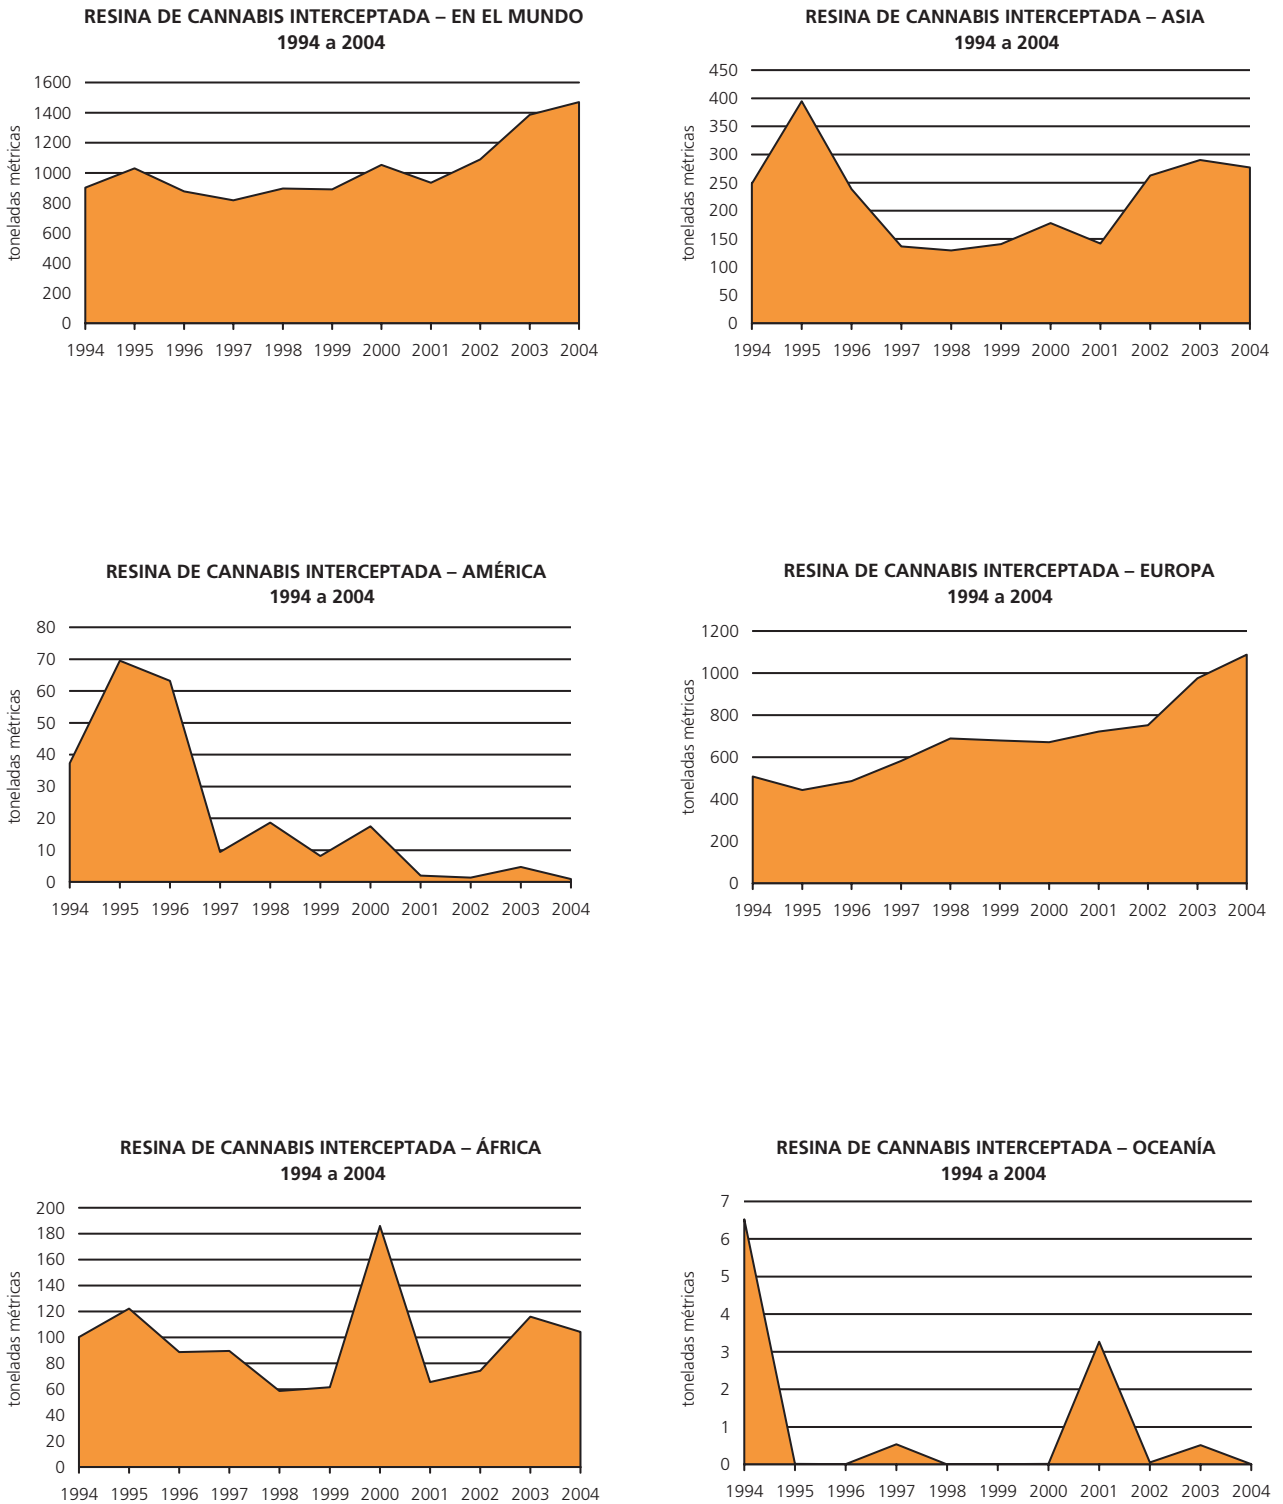 RESINA DE CANNABIS INTERCEPTADA – EN EL MUNDO
1994 a 2004
toneladas métricas
1600
1400
1200
1000
800
600
400
200
0
1994 1995 1996 1997 1998 1999 2000 2001 2002 2003 2004
RESINA DE CANNABIS INTERCEPTADA – ASIA
1994 a 2004
toneladas métricas
450
400
350
300
250
200
150
100
50
0
1994 1995 1996 1997 1998 1999 2000 2001 2002 2003 2004
RESINA DE CANNABIS INTERCEPTADA – AMÉRICA
1994 a 2004
toneladas métricas
80
70
60
50
40
30
20
10
0
1994 1995 1996 1997 1998 1999 2000 2001 2002 2003 2004
RESINA DE CANNABIS INTERCEPTADA – EUROPA
1994 a 2004
toneladas métricas
1200
1000
800
600
400
200
0
1994 1995 1996 1997 1998 1999 2000 2001 2002 2003 2004
RESINA DE CANNABIS INTERCEPTADA – ÁFRICA
1994 a 2004
toneladas métricas
200
180
160
140
120
100
80
60
40
20
0
1994 1995 1996 1997 1998 1999 2000 2001 2002 2003 2004
RESINA DE CANNABIS INTERCEPTADA – OCEANÍA
1994 a 2004
toneladas métricas
7
6
5
4
3
2
1
0
1994 1995 1996 1997 1998 1999 2000 2001 2002 2003 2004